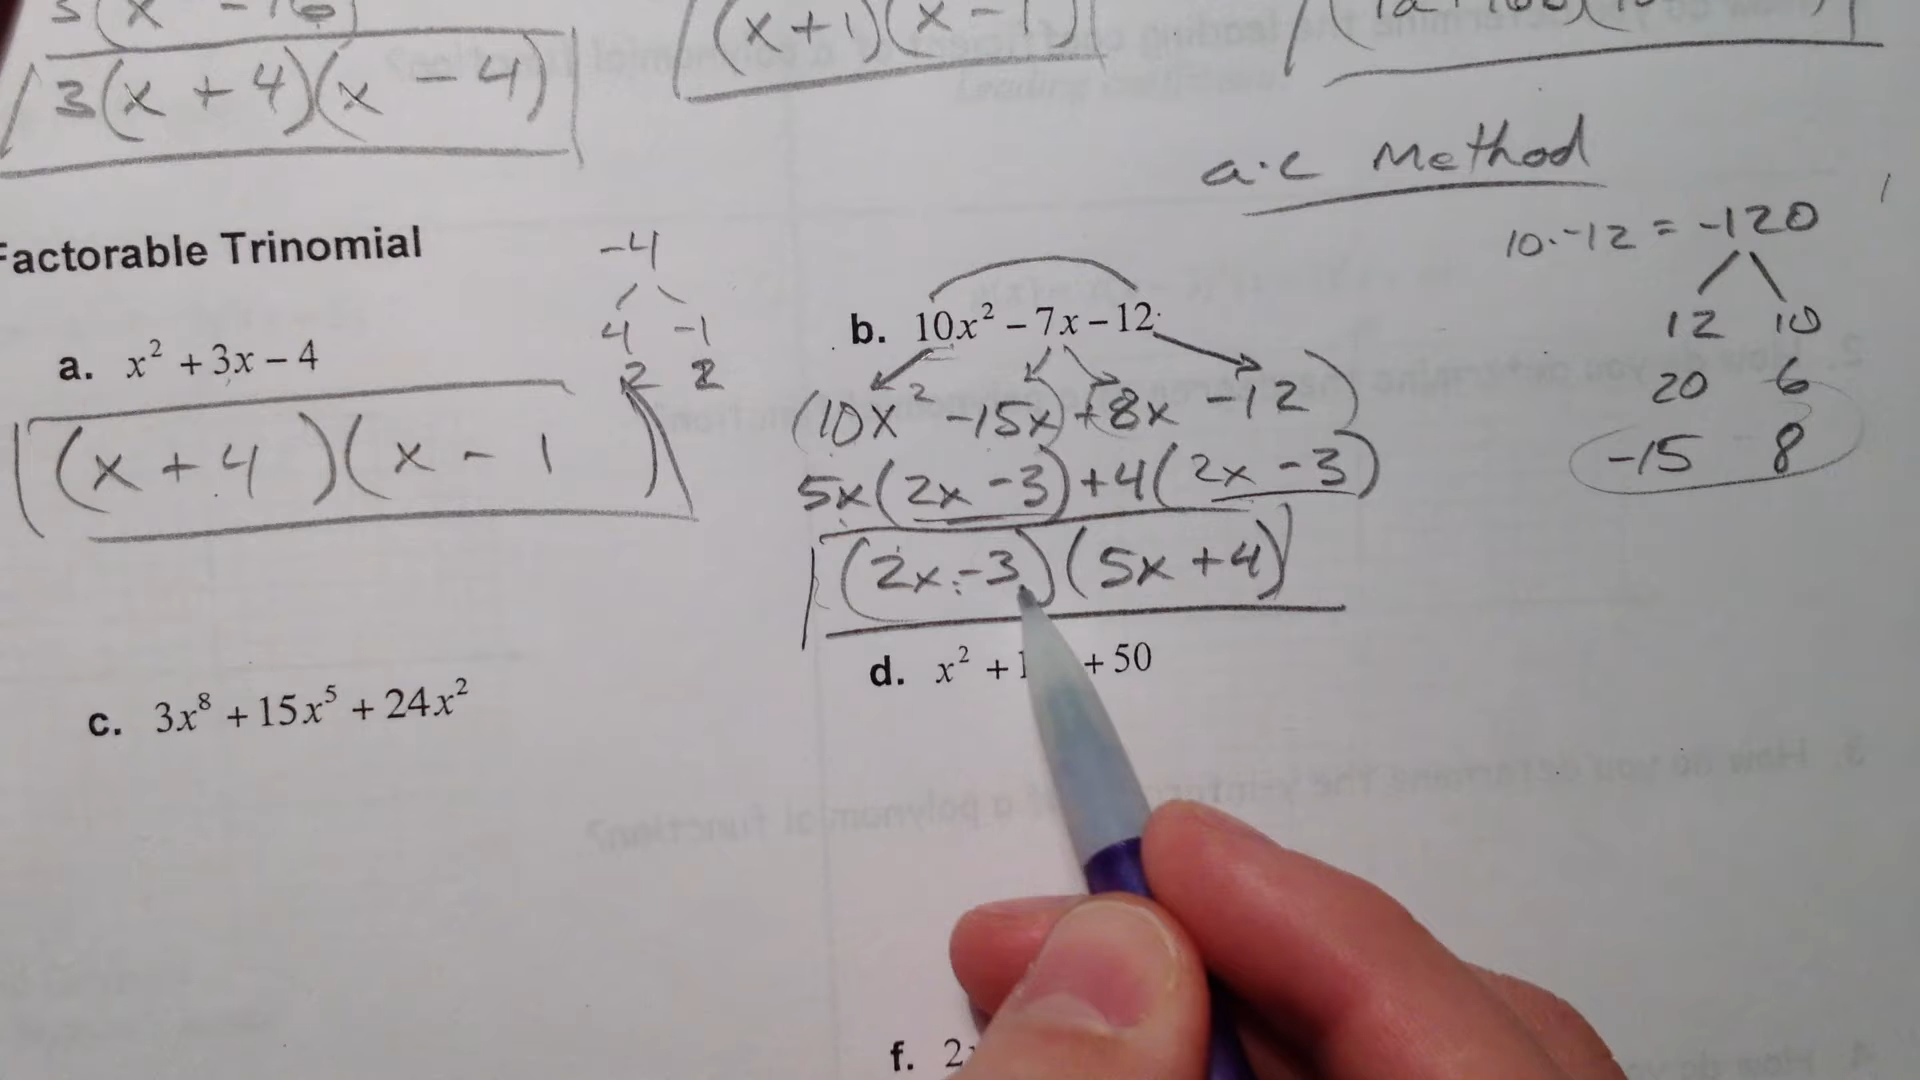 3(x+4)(x-4)
(x+1)(x-1)
a·c Method
Factorable Trinomial
-4
4 -1
2 2
a. x² + 3x − 4
(x+4)(x-1)
10·-12 = -120
12 10
20 6
-15 8
b. 10x² − 7x − 12
(10x² -15x)+(8x -12)
5x(2x-3)+4(2x-3)
(2x-3)(5x+4)
c. 3x⁸ + 15x⁵ + 24x²
d. x² + + 50
f. 2